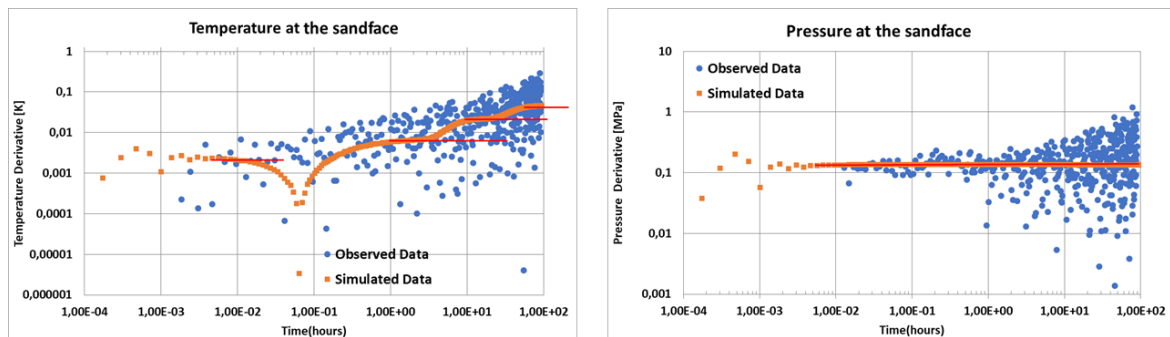 Temperature at the sandface
Temperature Derivative [K]
1
0,1
0,01
0,001
0,0001
0,00001
0,000001
Observed Data
Simulated Data
1,00E-04 1,00E-03 1,00E-02 1,00E-01 1,00E+00 1,00E+01 1,00E+02
Time(hours)
Pressure at the sandface
Pressure Derivative [MPa]
10
1
0,1
0,01
0,001
Observed Data
Simulated Data
1,00E-04 1,00E-03 1,00E-02 1,00E-01 1,00E+00 1,00E+01 1,00E+02
Time(hours)